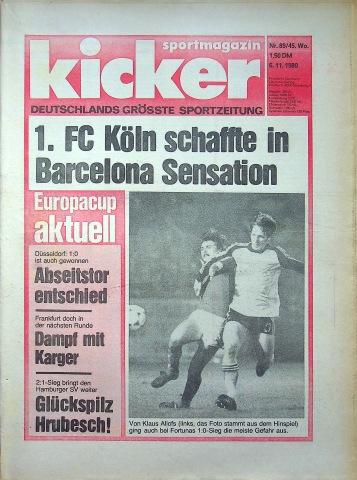 sportmagazin
kicker
Nr. 89/45. Wo.
1,50 DM
6. 11. 1980
DEUTSCHLANDS GRÖSSTE SPORTZEITUNG
1. FC Köln schaffte in
Barcelona Sensation
Europacup
aktuell
Düsseldorf: 1:0
ist auch gewonnen
Abseitstor
entschied
Frankfurt doch in
der nächsten Runde
Dampf mit
Karger
2:1-Sieg bringt den
Hamburger SV weiter
Glückspilz
Hrubesch!
Von Klaus Allofs (links, das Foto stammt aus dem Hinspiel)
ging auch bei Fortunas 1:0-Sieg die meiste Gefahr aus.